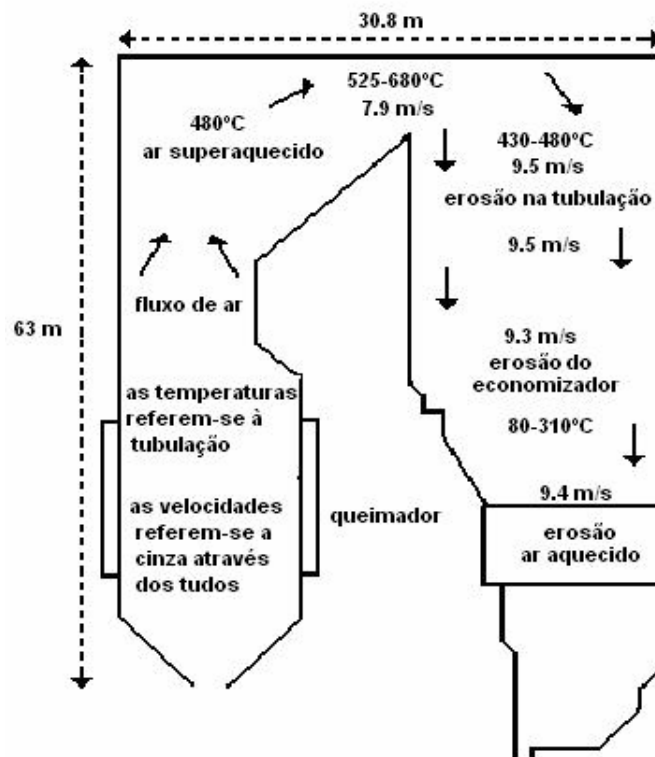 30.8 m
525-680ºC
7.9 m/s
480ºC
ar superaquecido
430-480ºC
9.5 m/s
erosão na tubulação
9.5 m/s
fluxo de ar
63 m
9.3 m/s
erosão do
economizador
80-310ºC
as temperaturas
referem-se à
tubulação
as velocidades
referem-se a
cinza através
dos tudos
queimador
9.4 m/s
erosão
ar aquecido